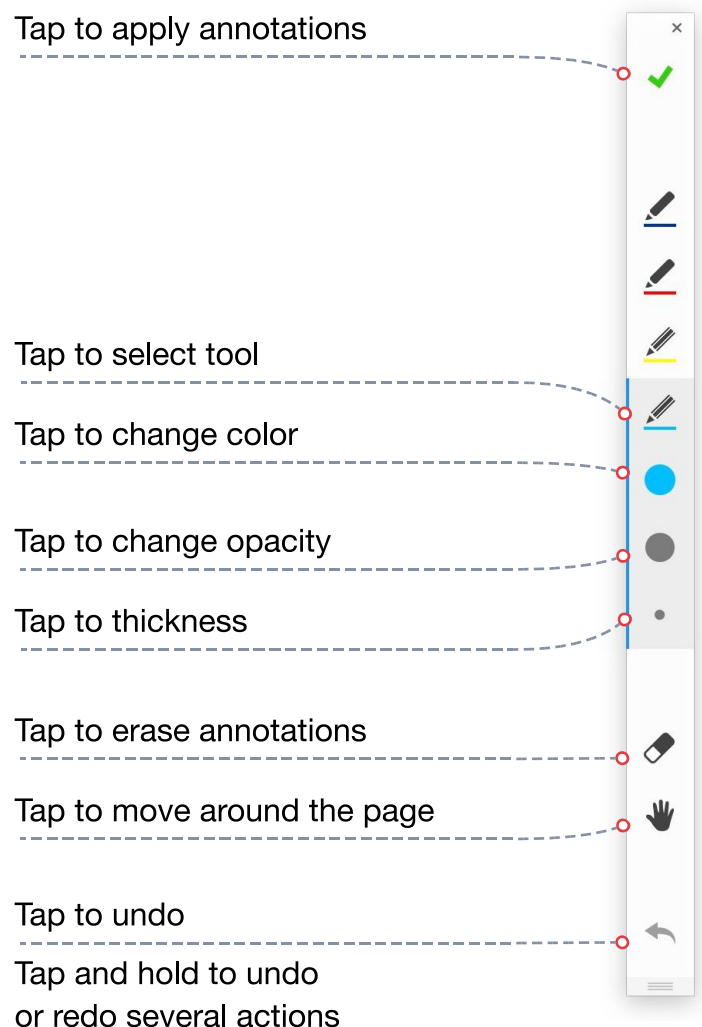 Tap to apply annotations
Tap to select tool
Tap to change color
Tap to change opacity
Tap to thickness
Tap to erase annotations
Tap to move around the page
Tap to undo
Tap and hold to undo
or redo several actions